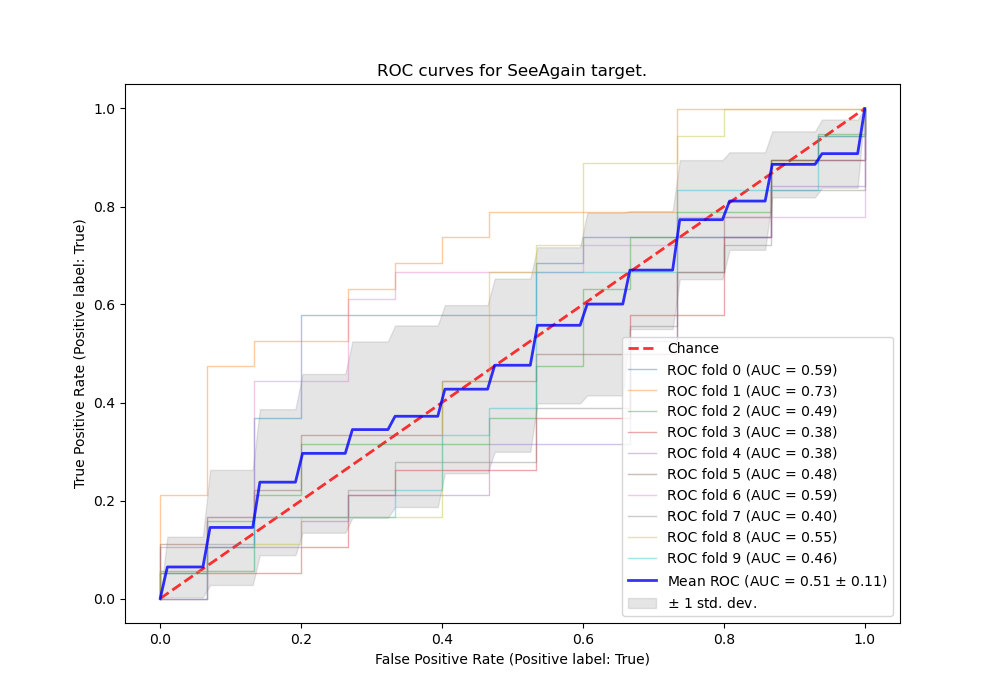 ROC curves for SeeAgain target.
True Positive Rate (Positive label: True)
1.0
0.8
0.6
0.4
0.2
0.0
Chance
ROC fold 0 (AUC = 0.59)
ROC fold 1 (AUC = 0.73)
ROC fold 2 (AUC = 0.49)
ROC fold 3 (AUC = 0.38)
ROC fold 4 (AUC = 0.38)
ROC fold 5 (AUC = 0.48)
ROC fold 6 (AUC = 0.59)
ROC fold 7 (AUC = 0.40)
ROC fold 8 (AUC = 0.55)
ROC fold 9 (AUC = 0.46)
Mean ROC (AUC = 0.51 ± 0.11)
± 1 std. dev.
0.0 0.2 0.4 0.6 0.8 1.0
False Positive Rate (Positive label: True)